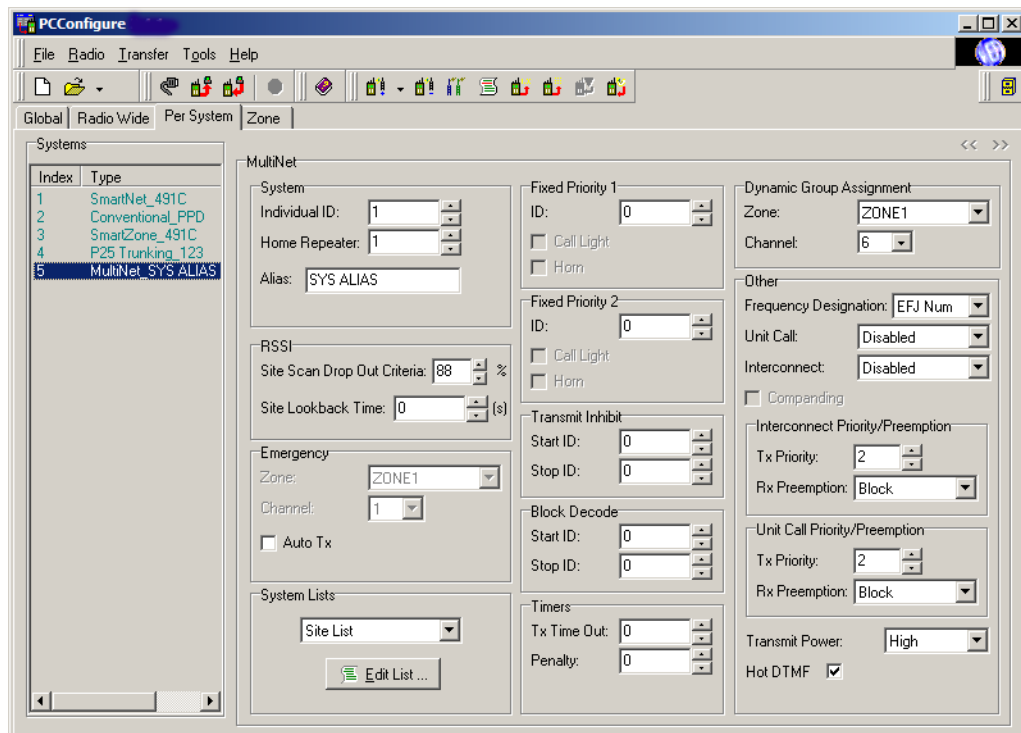 PCConfigure
File Radio Transfer Tools Help
Global Radio Wide Per System Zone
Systems
<< >>
Index Type
1 SmartNet_491C
2 Conventional_PPD
3 SmartZone_491C
4 P25 Trunking_123
5 MultiNet_SYS ALIAS
MultiNet
System
Individual ID: 1
Home Repeater: 1
Alias: SYS ALIAS
RSSI
Site Scan Drop Out Criteria: 88 %
Site Lookback Time: 0 (s)
Emergency
Zone: ZONE1
Channel: 1
Auto Tx
System Lists
Site List
Edit List ...
Fixed Priority 1
ID: 0
Call Light
Horn
Fixed Priority 2
ID: 0
Call Light
Horn
Transmit Inhibit
Start ID: 0
Stop ID: 0
Block Decode
Start ID: 0
Stop ID: 0
Timers
Tx Time Out: 0
Penalty: 0
Dynamic Group Assignment
Zone: ZONE1
Channel: 6
Other
Frequency Designation: EFJ Num
Unit Call: Disabled
Interconnect: Disabled
Companding
Interconnect Priority/Preemption
Tx Priority: 2
Rx Preemption: Block
Unit Call Priority/Preemption
Tx Priority: 2
Rx Preemption: Block
Transmit Power: High
Hot DTMF